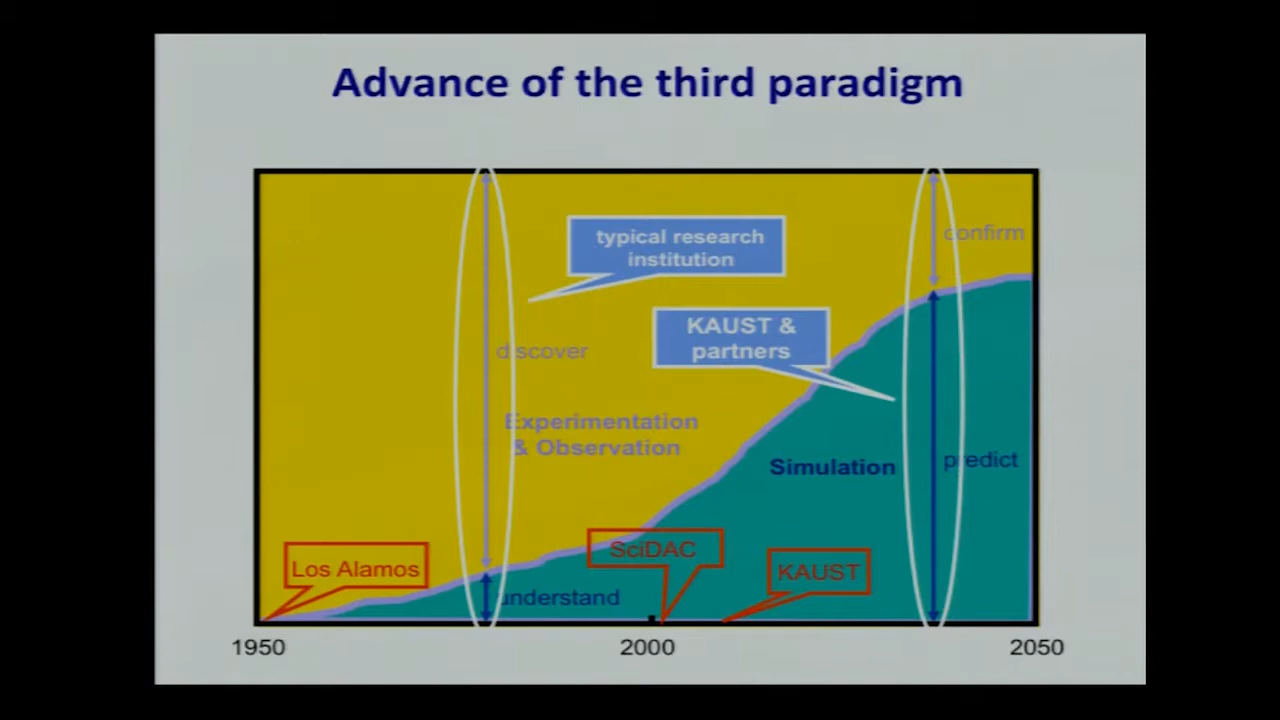 Advance of the third paradigm
typical research
institution
confirm
KAUST &
partners
discover
Experimentation
& Observation
Simulation
predict
SciDAC
Los Alamos
KAUST
understand
1950
2000
2050